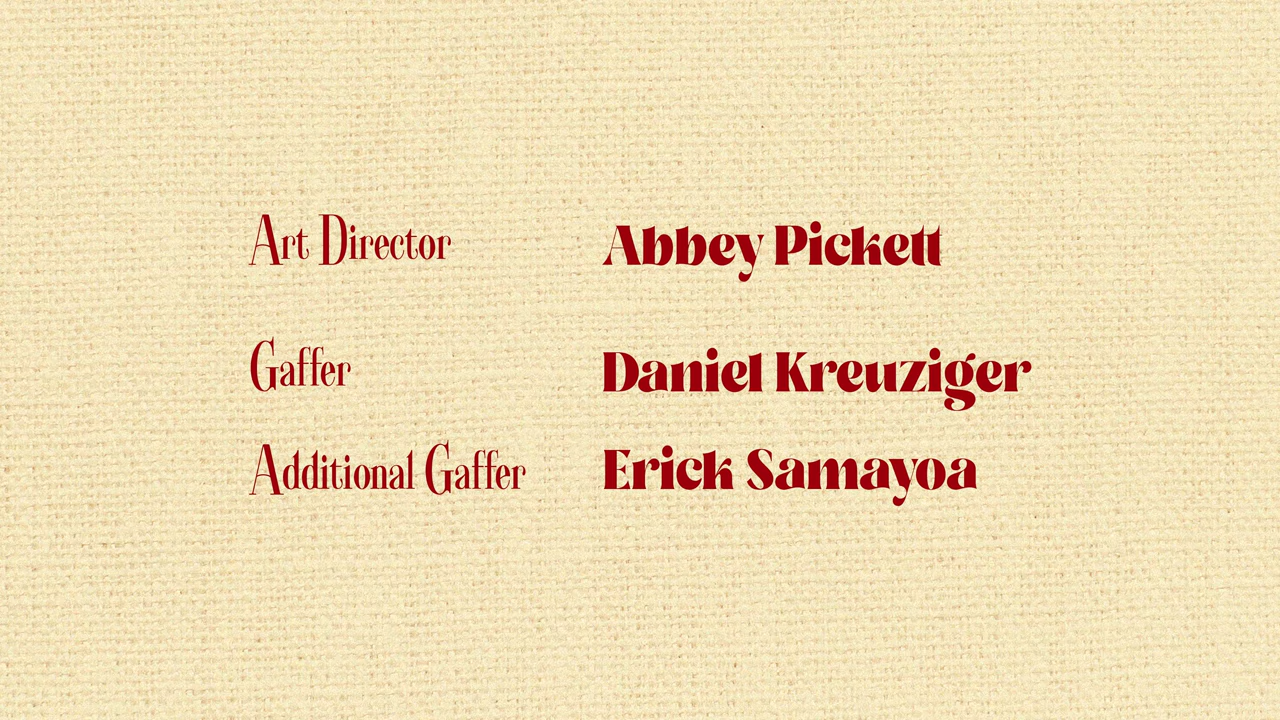 Art Director Abbey Pickett
Gaffer Daniel Kreuziger
Additional Gaffer Erick Samayoa